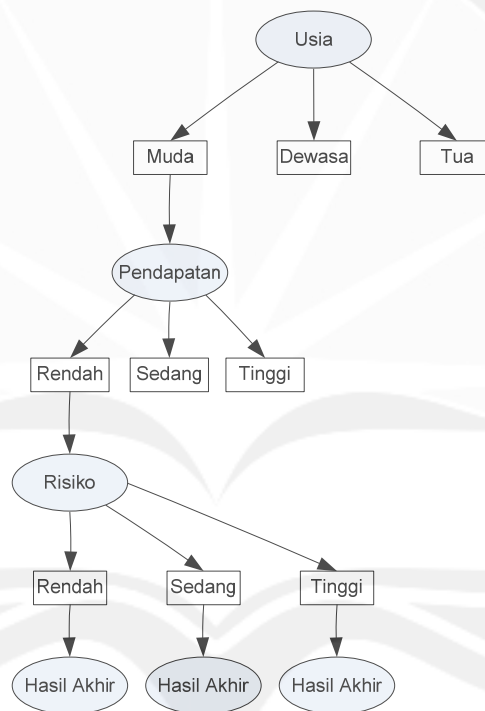 Usia
Muda
Dewasa
Tua
Pendapatan
Rendah
Sedang
Tinggi
Risiko
Rendah
Sedang
Tinggi
Hasil Akhir
Hasil Akhir
Hasil Akhir